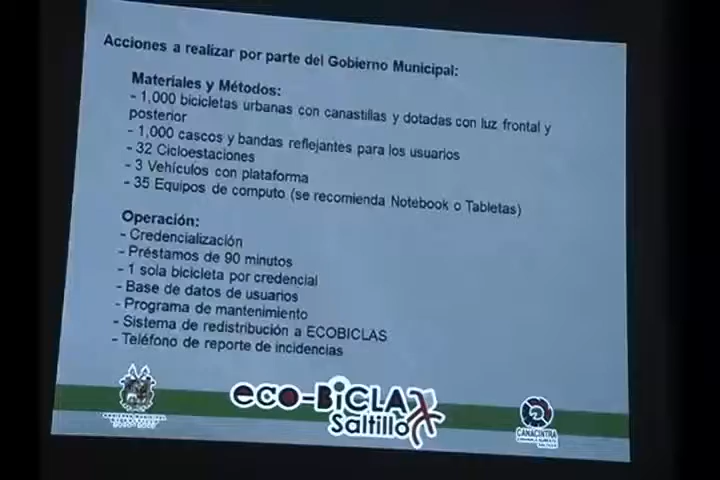 Acciones a realizar por parte del Gobierno Municipal:
Materiales y Métodos:
- 1,000 bicicletas urbanas con canastillas y dotadas con luz frontal y
posterior
- 1,000 cascos y bandas reflejantes para los usuarios
- 32 Cicloestaciones
- 3 Vehículos con plataforma
- 35 Equipos de computo (se recomienda Notebook o Tabletas)
Operación:
- Credencialización
- Préstamos de 90 minutos
- 1 sola bicicleta por credencial
- Base de datos de usuarios
- Programa de mantenimiento
- Sistema de redistribución a ECOBICLAS
- Teléfono de reporte de incidencias
eco-BiCLA
Saltillo
CANACINTRA